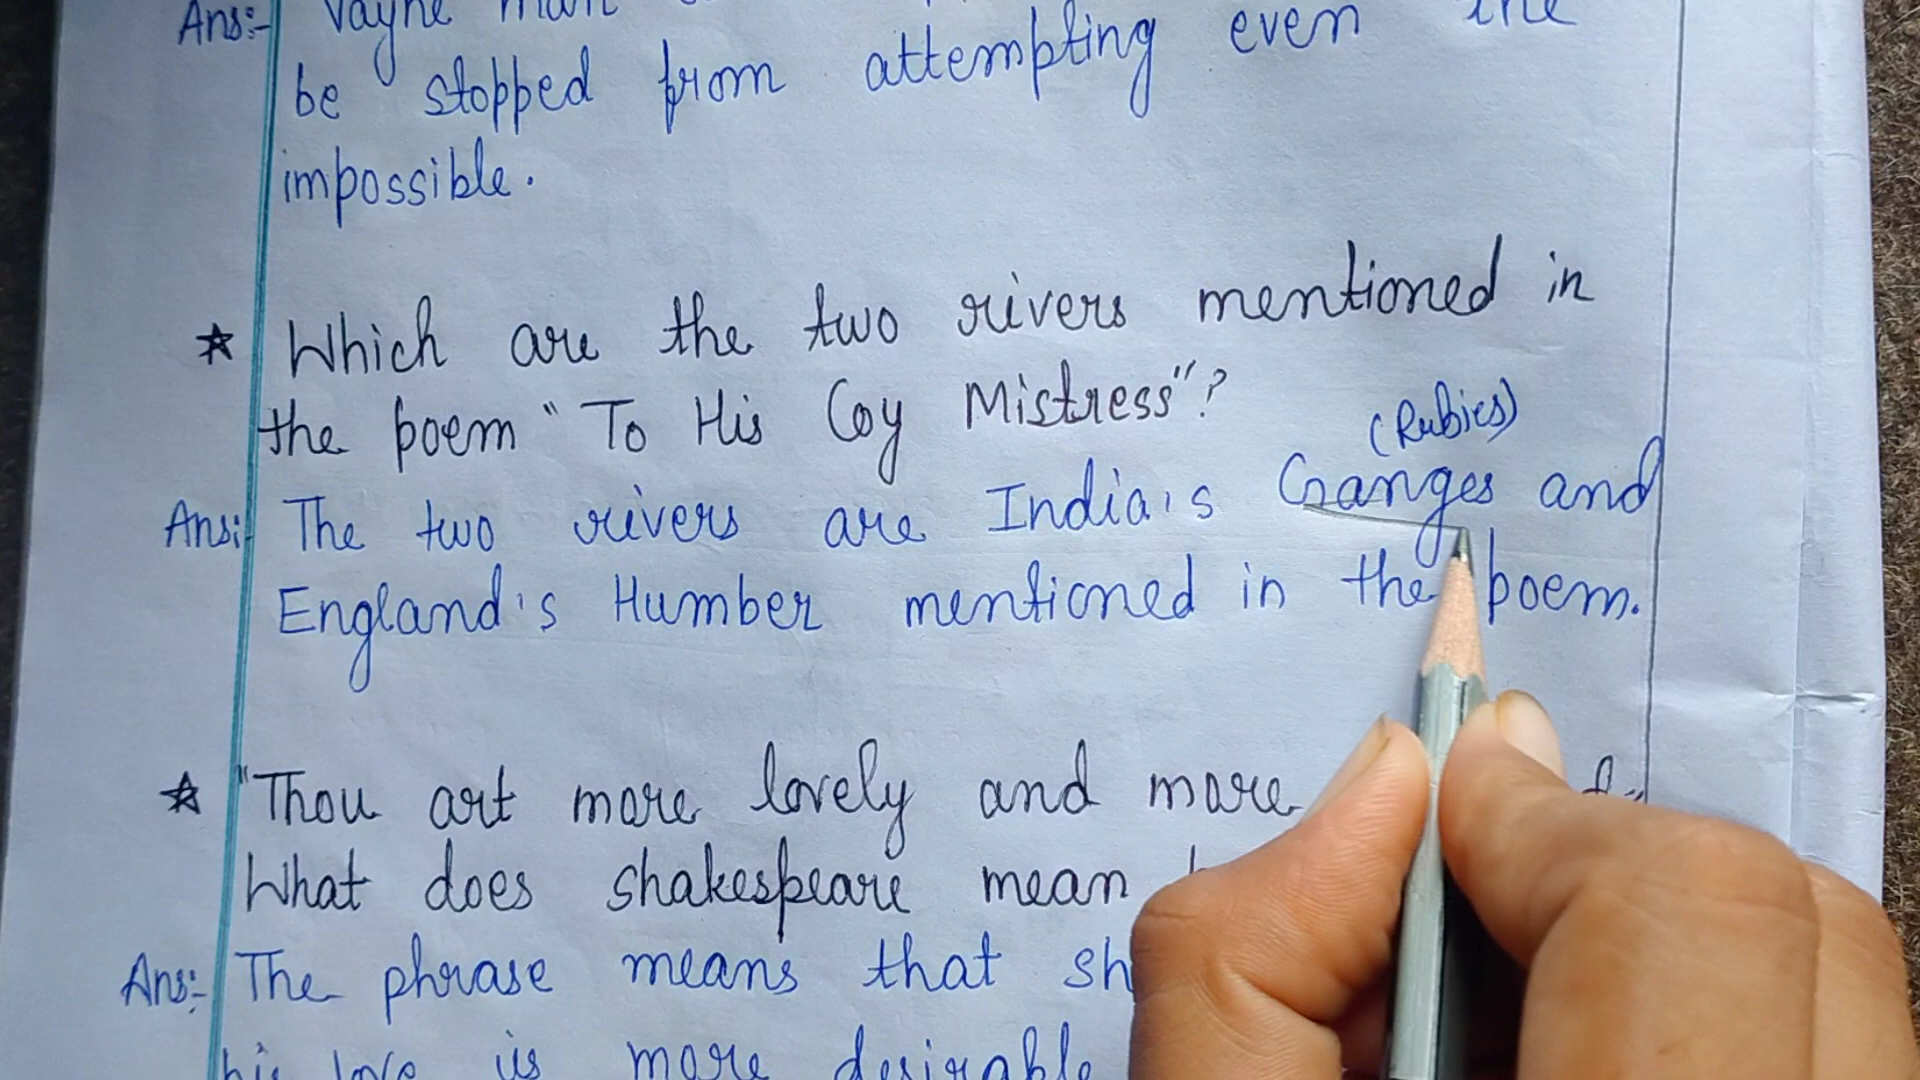 Ans:-
be stopped from attempting even the
impossible.
☆ Which are the two rivers mentioned in
the poem "To His Coy Mistress"?
(Rubies)
Ans:- The two rivers are India's Ganges and
England's Humber mentioned in the poem.
☆ "Thou art more lovely and more
What does shakespeare mean
Ans:- The phrase means that sh
his love is more desirable